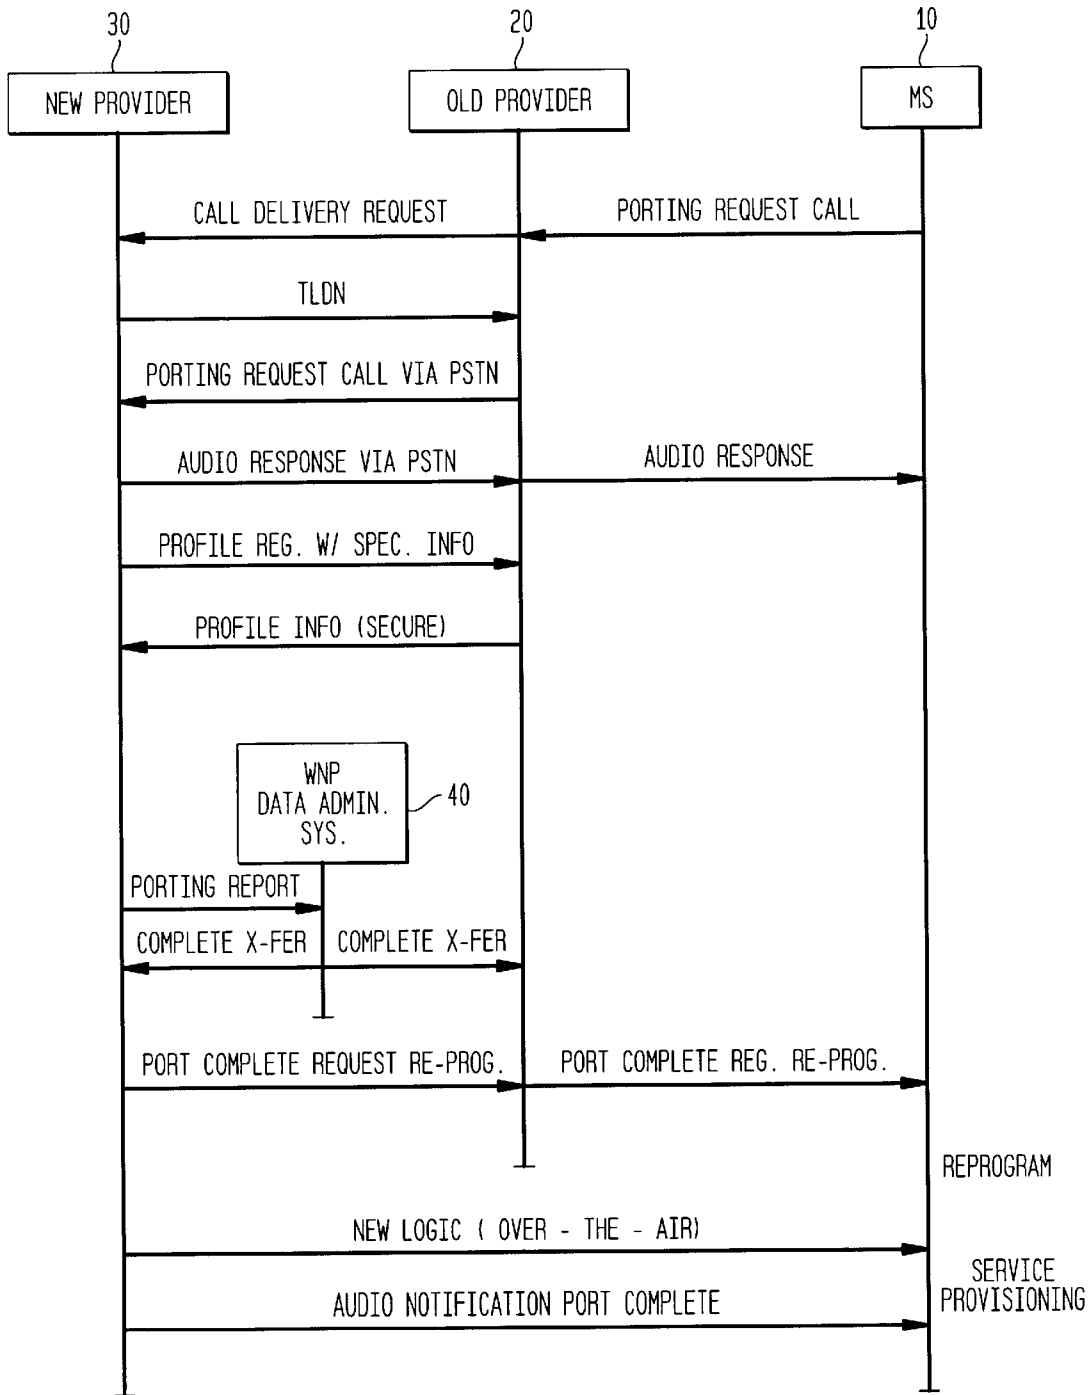 30
20
10
NEW PROVIDER
OLD PROVIDER
MS
CALL DELIVERY REQUEST
PORTING REQUEST CALL
TLDN
PORTING REQUEST CALL VIA PSTN
AUDIO RESPONSE VIA PSTN
AUDIO RESPONSE
PROFILE REG. W/ SPEC. INFO
PROFILE INFO (SECURE)
WNP
DATA ADMIN.
SYS.
40
PORTING REPORT
COMPLETE X-FER
COMPLETE X-FER
PORT COMPLETE REQUEST RE-PROG.
PORT COMPLETE REG. RE-PROG.
REPROGRAM
NEW LOGIC ( OVER - THE - AIR)
SERVICE
PROVISIONING
AUDIO NOTIFICATION PORT COMPLETE